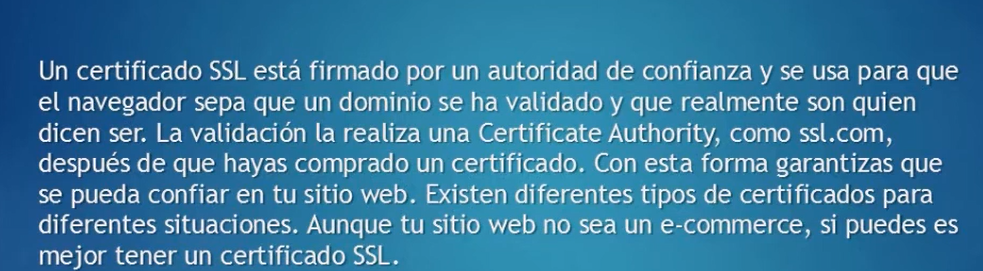 Un certificado SSL está firmado por un autoridad de confianza y se usa para que
el navegador sepa que un dominio se ha validado y que realmente son quien
dicen ser. La validación la realiza una Certificate Authority, como ssl.com,
después de que hayas comprado un certificado. Con esta forma garantizas que
se pueda confiar en tu sitio web. Existen diferentes tipos de certificados para
diferentes situaciones. Aunque tu sitio web no sea un e-commerce, si puedes es
mejor tener un certificado SSL.